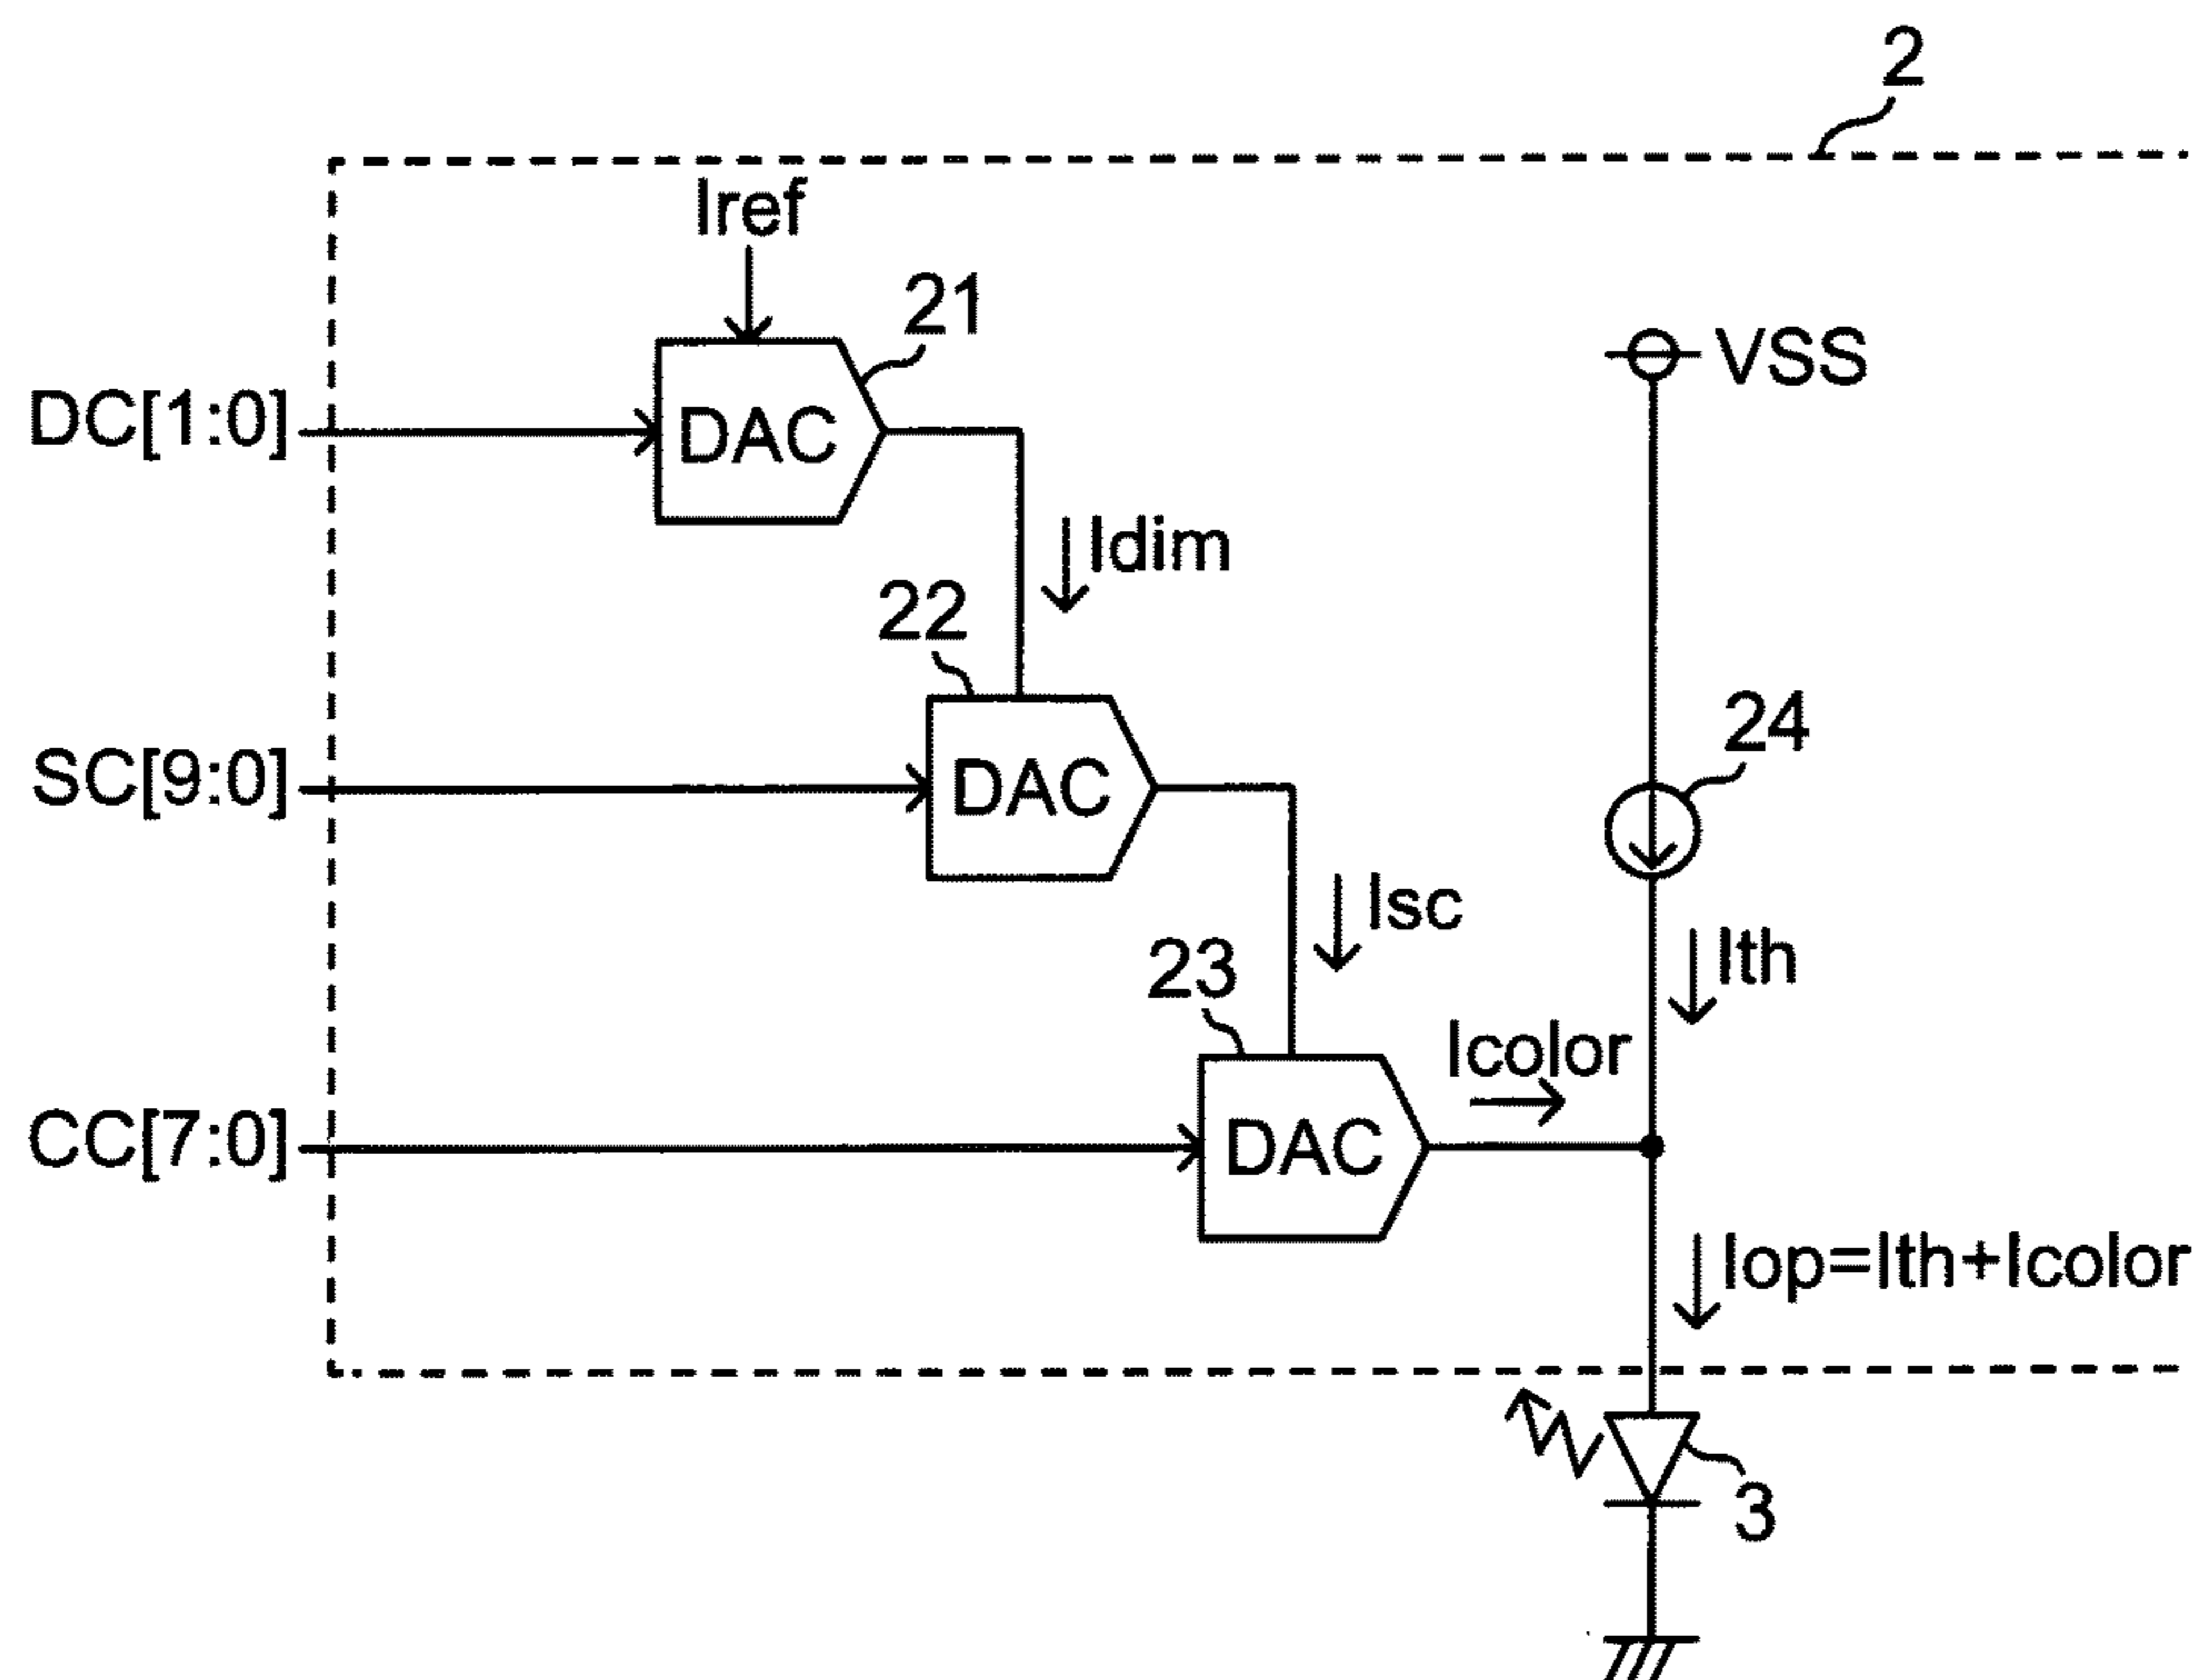 2
Iref
21
DC[1:0]
DAC
VSS
Idim
22
24
SC[9:0]
DAC
Isc
Ith
23
Icolor
CC[7:0]
DAC
Iop=Ith+Icolor
3